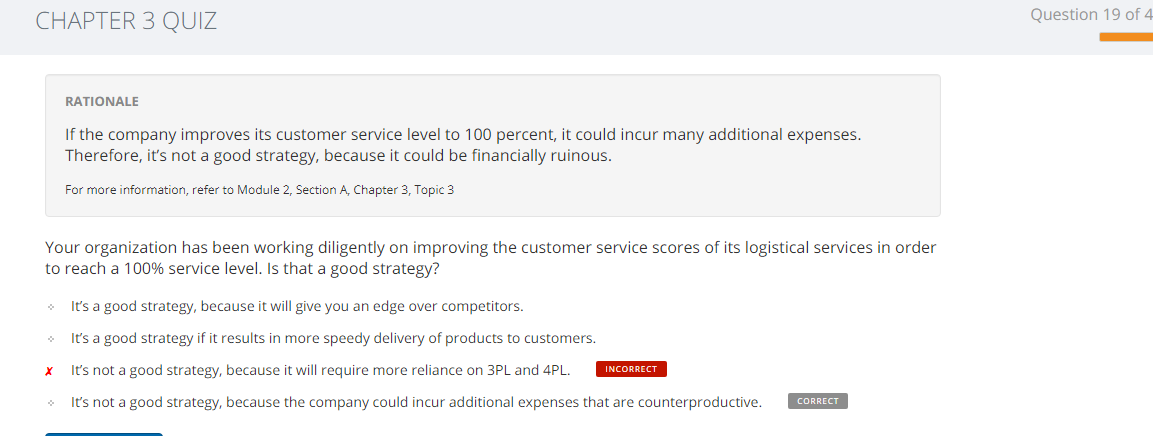 CHAPTER 3 QUIZ
Question 19 of 4
RATIONALE
If the company improves its customer service level to 100 percent, it could incur many additional expenses.
Therefore, it’s not a good strategy, because it could be financially ruinous.
For more information, refer to Module 2, Section A, Chapter 3, Topic 3
Your organization has been working diligently on improving the customer service scores of its logistical services in order
to reach a 100% service level. Is that a good strategy?
It’s a good strategy, because it will give you an edge over competitors.
It’s a good strategy if it results in more speedy delivery of products to customers.
✗ It’s not a good strategy, because it will require more reliance on 3PL and 4PL. INCORRECT
It’s not a good strategy, because the company could incur additional expenses that are counterproductive. CORRECT